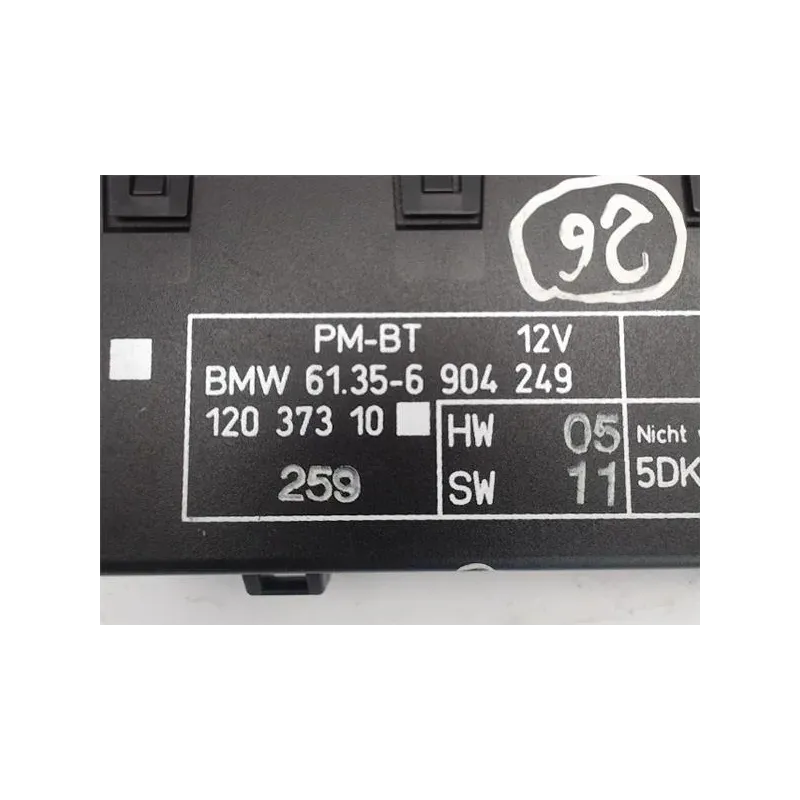 PM-BT 12V
BMW 61.35-6 904 249
120 373 10
HW 05
259
SW 11
Nicht
5DK